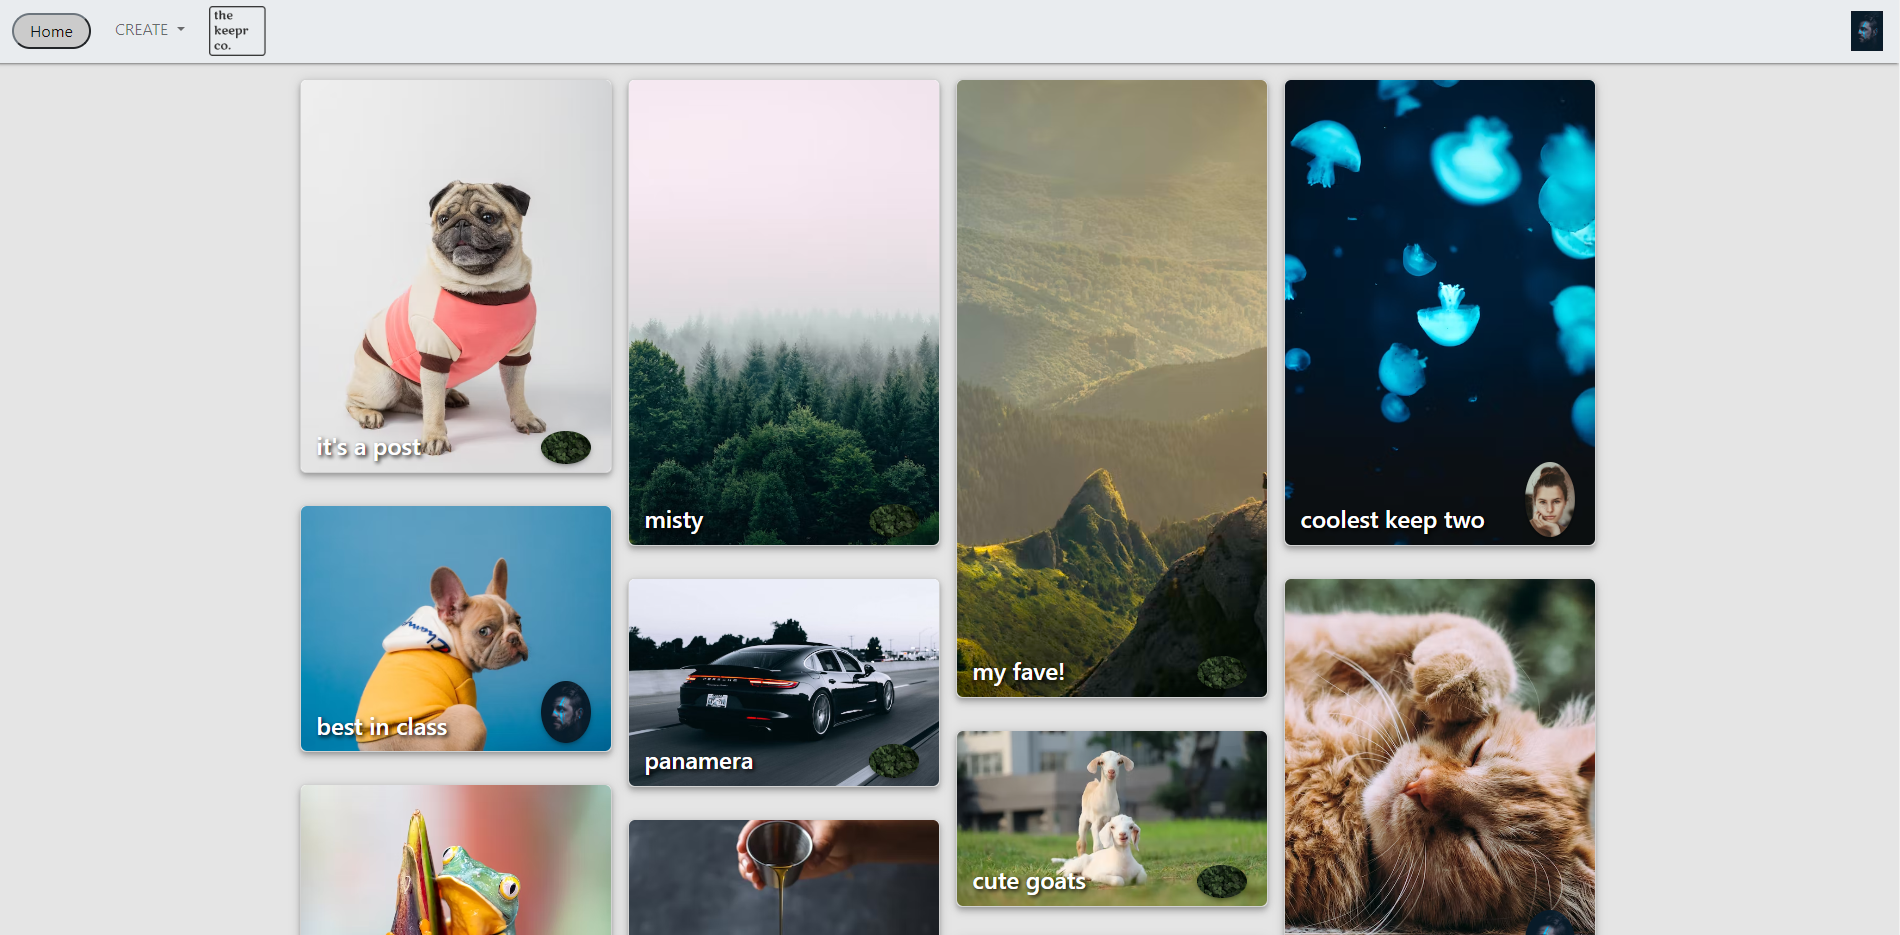 Home
CREATE
the
keepr
co.
it's a post
misty
my fave!
coolest keep two
best in class
panamera
cute goats